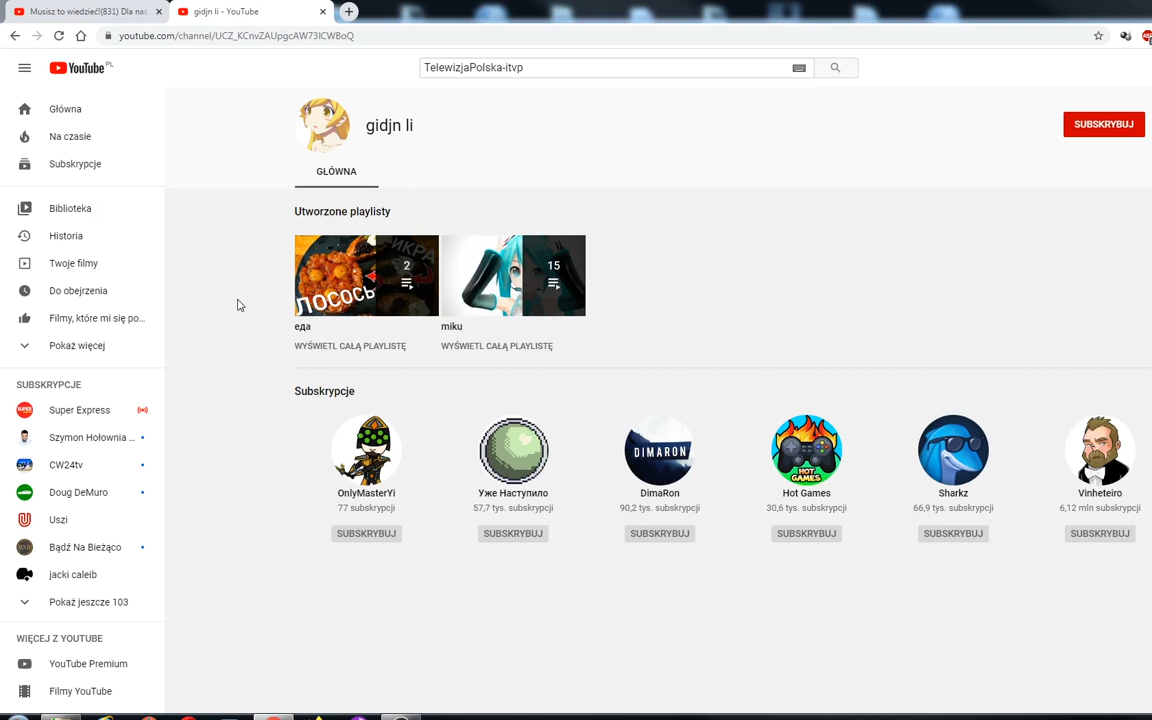 Musisz to wiedzieć!(831) Dla nas
gidjn li - YouTube
youtube.com/channel/UCZ_KCnvZAUpgcAW73ICWBoQ
YouTube PL
TelewizjaPolska-itvp
Główna
Na czasie
Subskrypcje
Biblioteka
Historia
Twoje filmy
Do obejrzenia
Filmy, które mi się po...
Pokaż więcej
SUBSKRYPCJE
Super Express
Szymon Hołownia ...
CW24tv
Doug DeMuro
Uszi
Bądź Na Bieżąco
jacki caleib
Pokaż jeszcze 103
WIĘCEJ Z YOUTUBE
YouTube Premium
Filmy YouTube
gidjn li
SUBSKRYBUJ
GŁÓWNA
Utworzone playlisty
ИКРА
ЛОСОСЬ
2
15
еда
miku
WYŚWIETL CAŁĄ PLAYLISTĘ
WYŚWIETL CAŁĄ PLAYLISTĘ
Subskrypcje
DIMARON
HOT GAMES
OnlyMasterYi
Уже Наступило
DimaRon
Hot Games
Sharkz
Vinheteiro
77 subskrypcji
57,7 tys. subskrypcji
90,2 tys. subskrypcji
30,6 tys. subskrypcji
66,9 tys. subskrypcji
6,12 mln subskrypcji
SUBSKRYBUJ
SUBSKRYBUJ
SUBSKRYBUJ
SUBSKRYBUJ
SUBSKRYBUJ
SUBSKRYBUJ